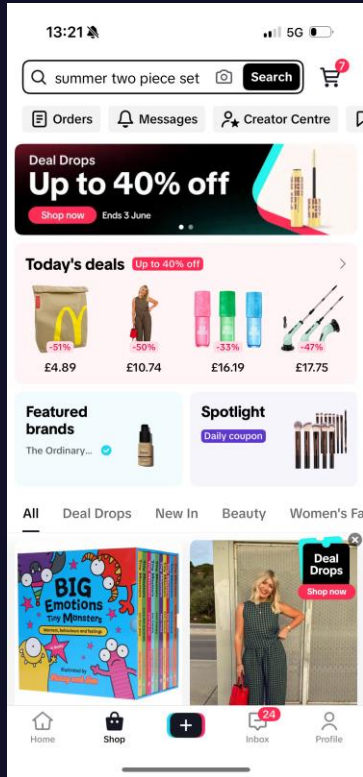 13:21
5G
summer two piece set
Search
7
Orders
Messages
Creator Centre
Deal Drops
Up to 40% off
Shop now
Ends 3 June
Today's deals
Up to 40% off
-51%
-50%
-33%
-47%
£4.89
£10.74
£16.19
£17.75
Featured
brands
The Ordinary...
Spotlight
Daily coupon
All
Deal Drops
New In
Beauty
Women's Fa
BIG
Emotions
Tiny Monsters
Deal
Drops
Shop now
Home
Shop
24
Inbox
Profile